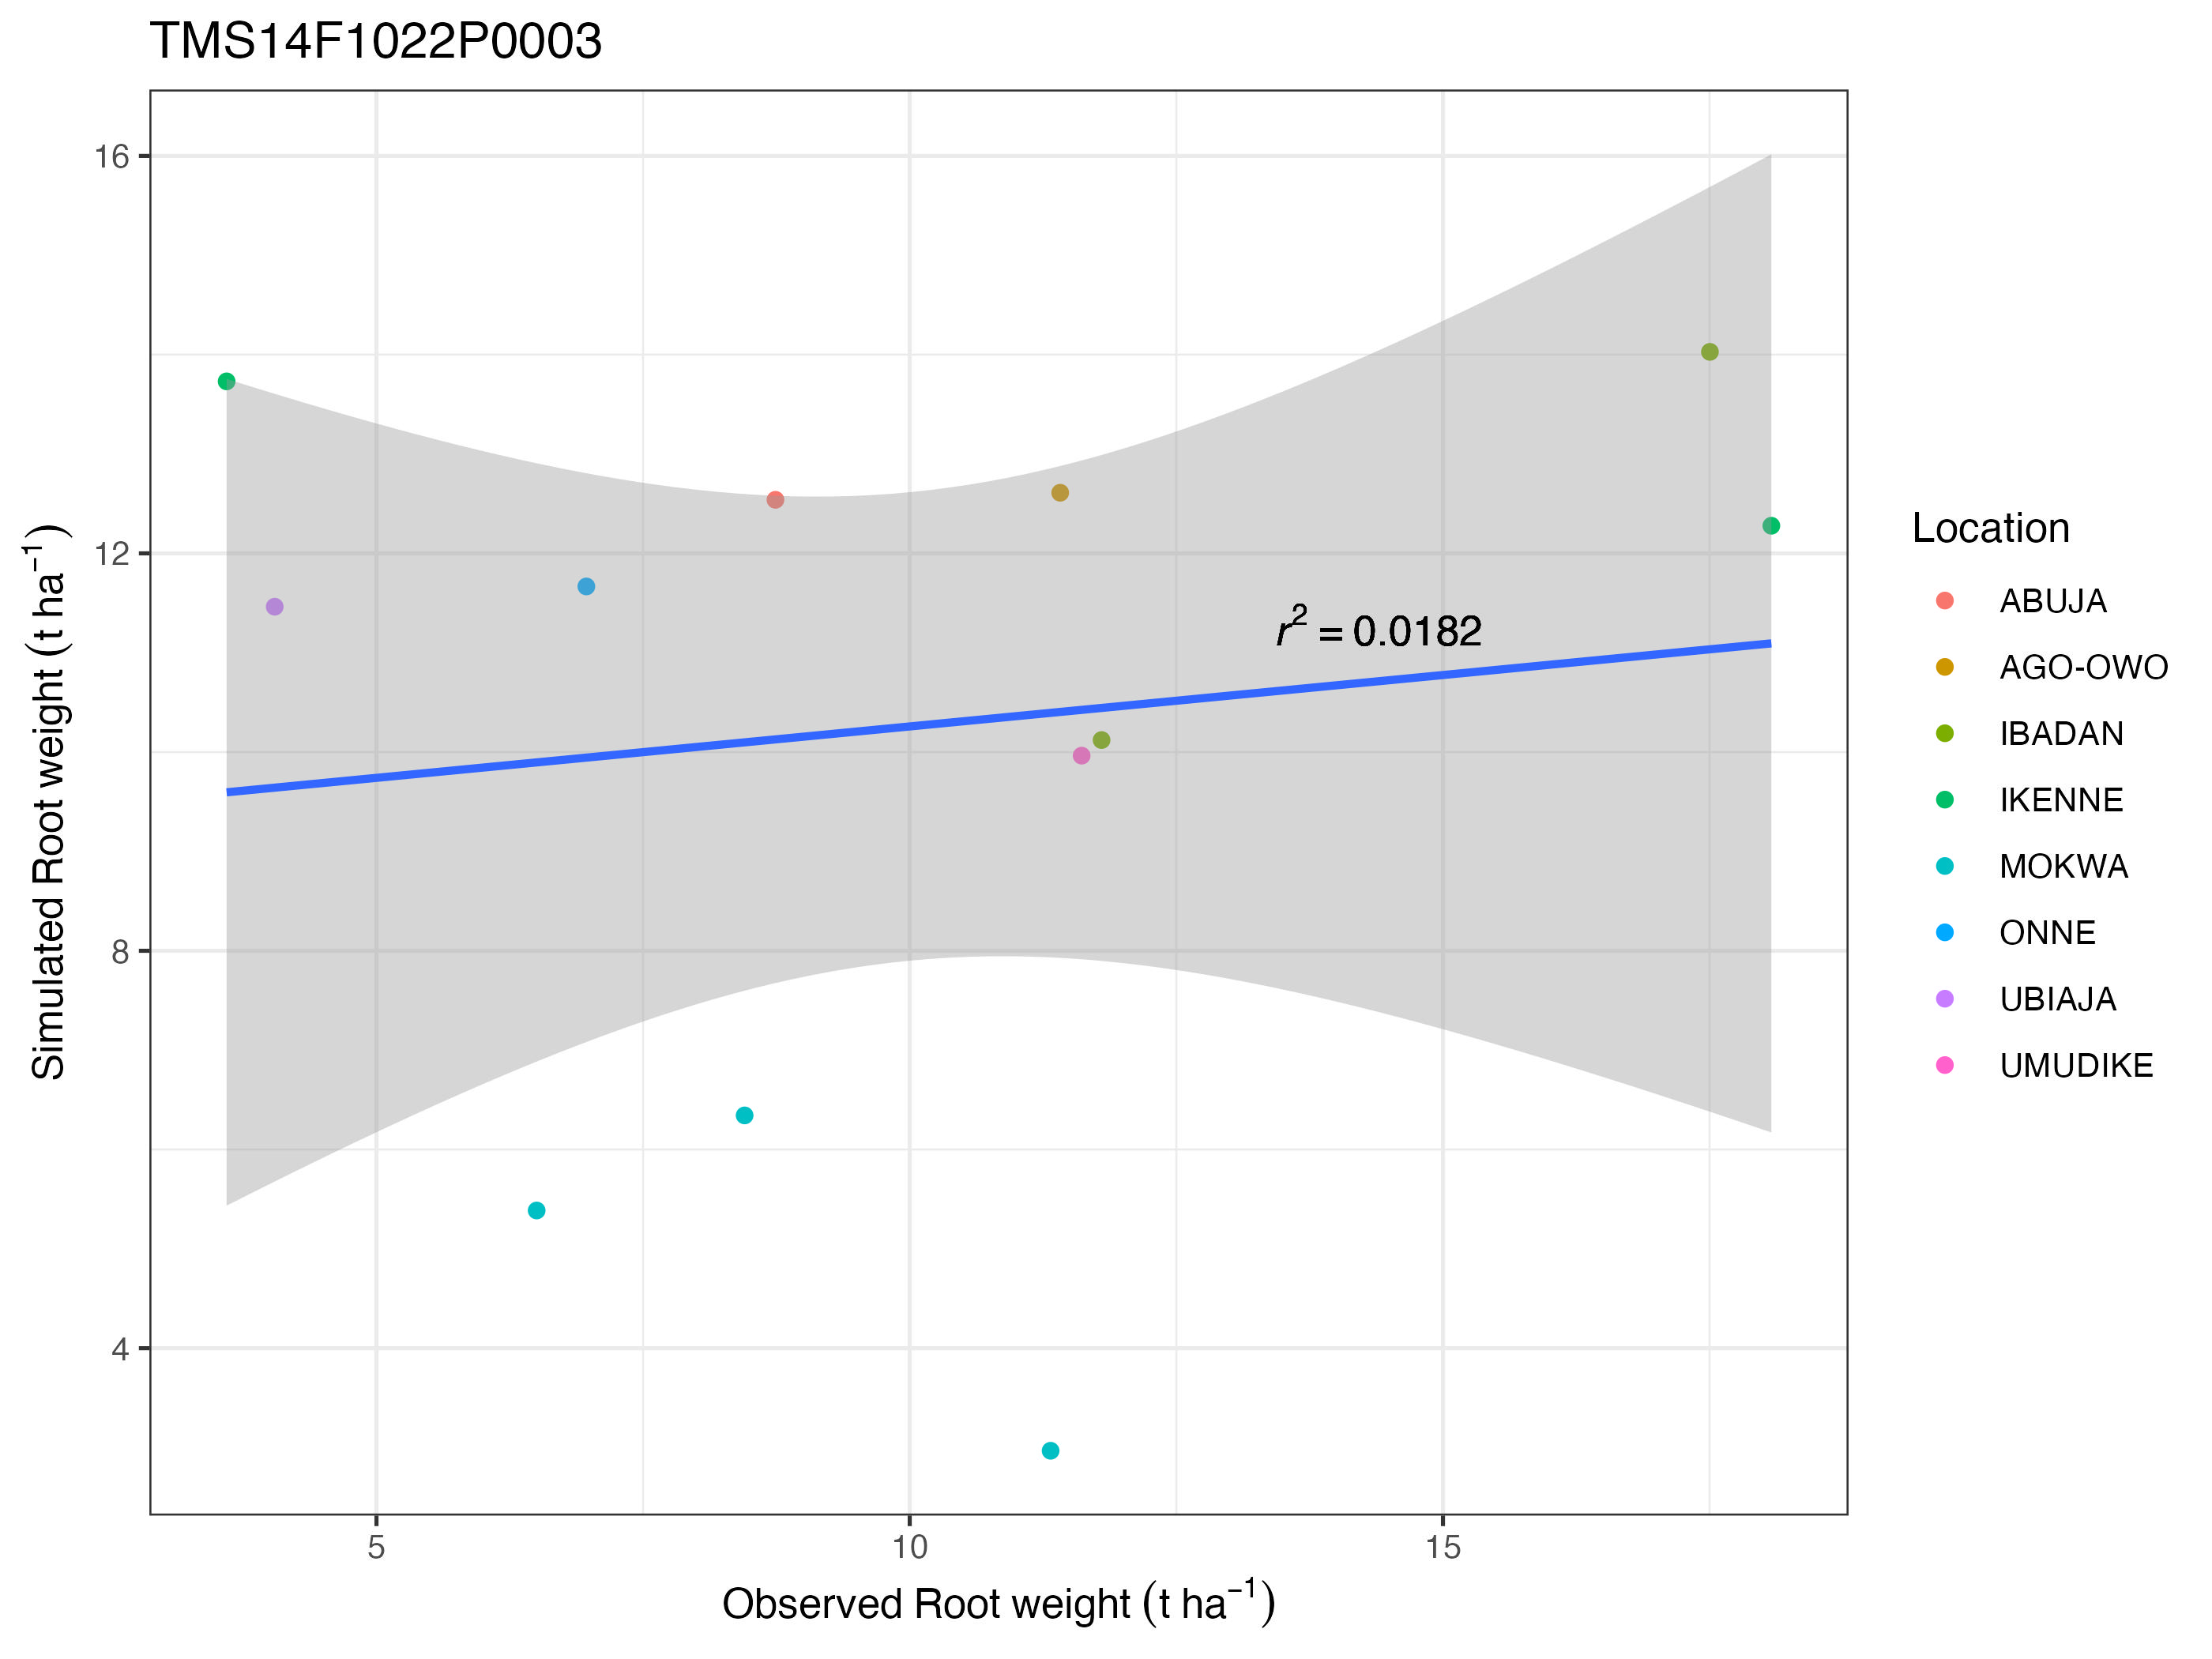 TMS14F1022P0003
Simulated Root weight (t ha⁻¹)
16
12
8
4
r² = 0.0182
5
10
15
Observed Root weight (t ha⁻¹)
Location
ABUJA
AGO-OWO
IBADAN
IKENNE
MOKWA
ONNE
UBIAJA
UMUDIKE